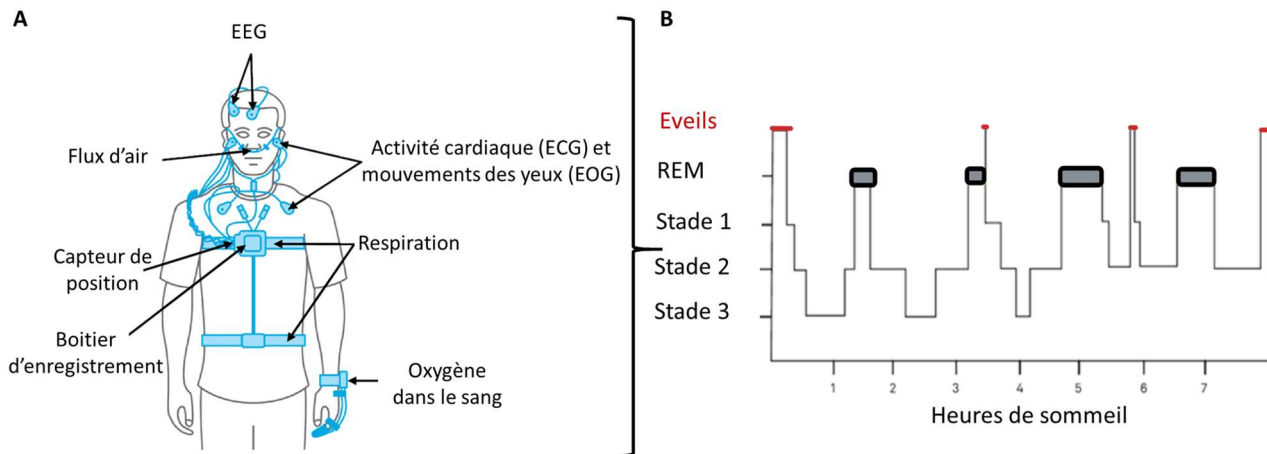 A
EEG
Flux d'air
Activité cardiaque (ECG) et
mouvements des yeux (EOG)
Capteur de
position
Respiration
Boitier
d'enregistrement
Oxygène
dans le sang
B
Eveils
REM
Stade 1
Stade 2
Stade 3
1 2 3 4 5 6 7
Heures de sommeil